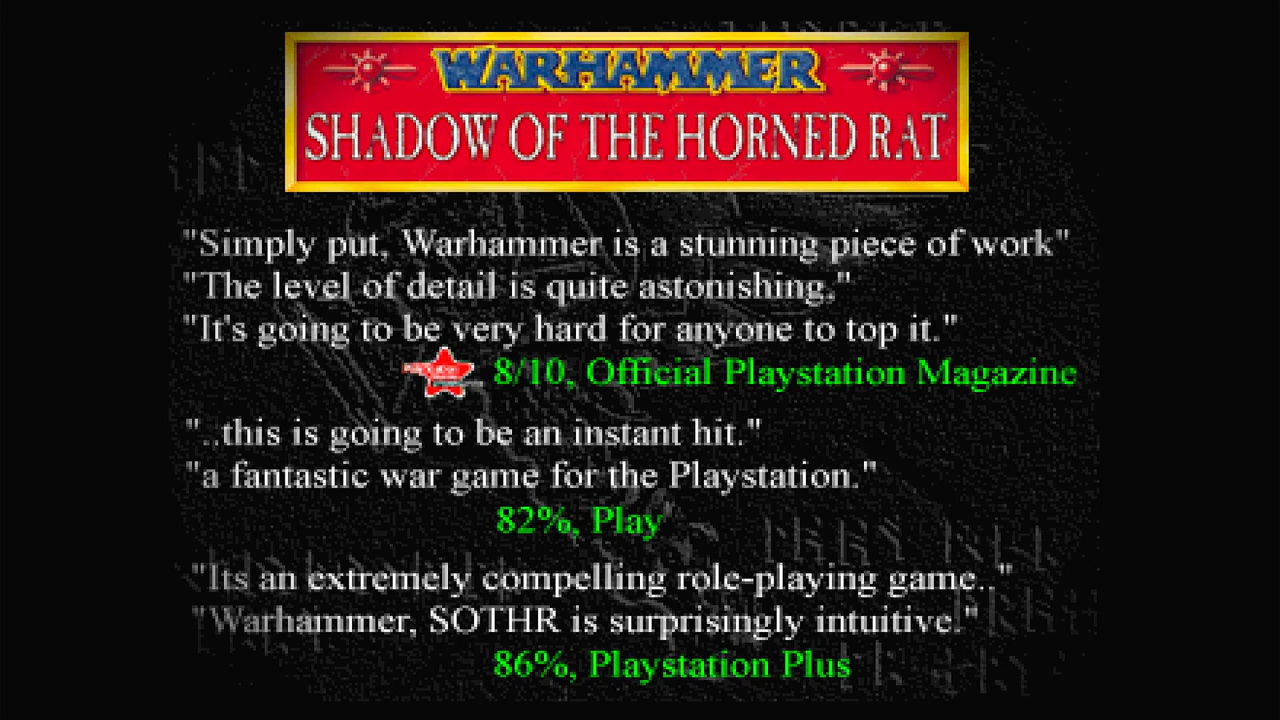 WARHAMMER
SHADOW OF THE HORNED RAT
"Simply put, Warhammer is a stunning piece of work"
"The level of detail is quite astonishing,"
"It's going to be very hard for anyone to top it."
8/10, Official Playstation Magazine
"..this is going to be an instant hit."
"a fantastic war game for the Playstation."
82%, Play
"Its an extremely compelling role-playing game.."
"Warhammer, SOTHR is surprisingly intuitive."
86%, Playstation Plus